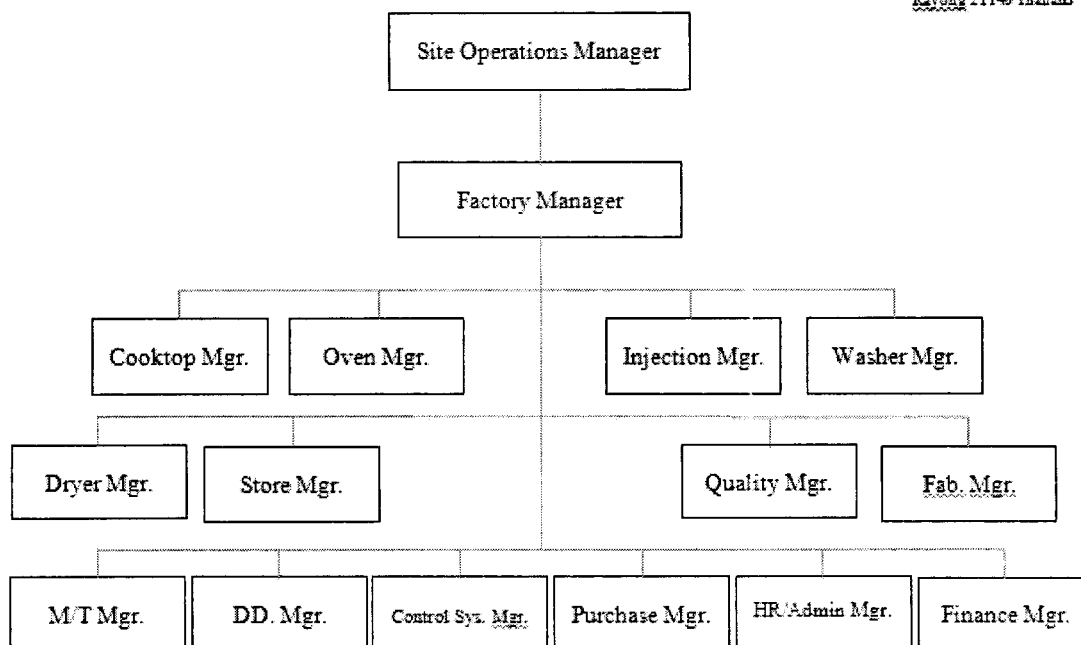 Site Operations Manager
Factory Manager
Cooktop Mgr.
Oven Mgr.
Injection Mgr.
Washer Mgr.
Dryer Mgr.
Store Mgr.
Quality Mgr.
Fab. Mgr.
M/T Mgr.
DD. Mgr.
Control Sys. Mgr.
Purchase Mgr.
HR/Admin Mgr.
Finance Mgr.